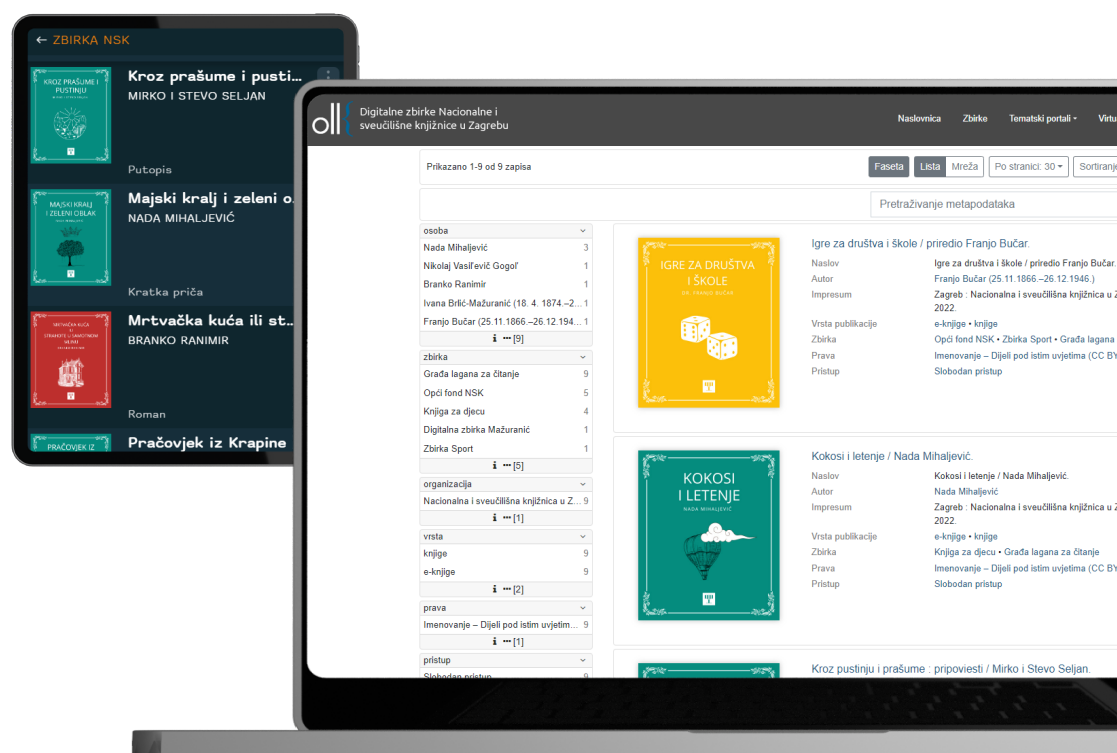 ← ZBIRKA NSK
KROZ PRAŠUME I
PUSTINJU
Kroz prašume i pusti...
MIRKO I STEVO SELJAN
Putopis
MAJSKI KRALJ
I ZELENI OBLAK
Majski kralj i zeleni o
NADA MIHALJEVIĆ
Kratka priča
MRTVAČKA KUĆA
ILI
STRAHOTE U SAMOTNOM
MLINU
Mrtvačka kuća ili st..
BRANKO RANIMIR
Roman
PRAČOVJEK IZ
Pračovjek iz Krapine
Digitalne zbirke Nacionalne i
sveučilišne knjižnice u Zagrebu
Naslovnica Zbirke Tematski portali Virtu
Prikazano 1-9 od 9 zapisa
Faseta Lista Mreža Po stranici: 30 Sortiranje
Pretraživanje metapodataka
osoba
Nada Mihaljević 3
Nikolaj Vasil'evič Gogol' 1
Branko Ranimir 1
Ivana Brlić-Mažuranić (18. 4. 1874.–2... 1
Franjo Bučar (25.11.1866.–26.12.194... 1
i ••• [9]
zbirka
Građa lagana za čitanje 9
Opći fond NSK 5
Knjiga za djecu 4
Digitalna zbirka Mažuranić 1
Zbirka Sport 1
i ••• [5]
organizacija
Nacionalna i sveučilišna knjižnica u Z... 9
i ••• [1]
vrsta
knjige 9
e-knjige 9
i ••• [2]
prava
Imenovanje – Dijeli pod istim uvjetim... 9
i ••• [1]
pristup
Slobodan pristup 9
IGRE ZA DRUŠTVA
I ŠKOLE
DR. FRANJO BUČAR
Igre za društva i škole / priredio Franjo Bučar.
Naslov Igre za društva i škole / priredio Franjo Bučar.
Autor Franjo Bučar (25.11.1866.–26.12.1946.)
Impresum Zagreb : Nacionalna i sveučilišna knjižnica u Z
2022.
Vrsta publikacije e-knjige • knjige
Zbirka Opći fond NSK • Zbirka Sport • Građa lagana
Prava Imenovanje – Dijeli pod istim uvjetima (CC BY
Pristup Slobodan pristup
KOKOSI
I LETENJE
NADA MIHALJEVIĆ
Kokosi i letenje / Nada Mihaljević.
Naslov Kokosi i letenje / Nada Mihaljević.
Autor Nada Mihaljević
Impresum Zagreb : Nacionalna i sveučilišna knjižnica u Z
2022.
Vrsta publikacije e-knjige • knjige
Zbirka Knjiga za djecu • Građa lagana za čitanje
Prava Imenovanje – Dijeli pod istim uvjetima (CC BY
Pristup Slobodan pristup
Kroz pustinju i prašume : pripoviesti / Mirko i Stevo Seljan.